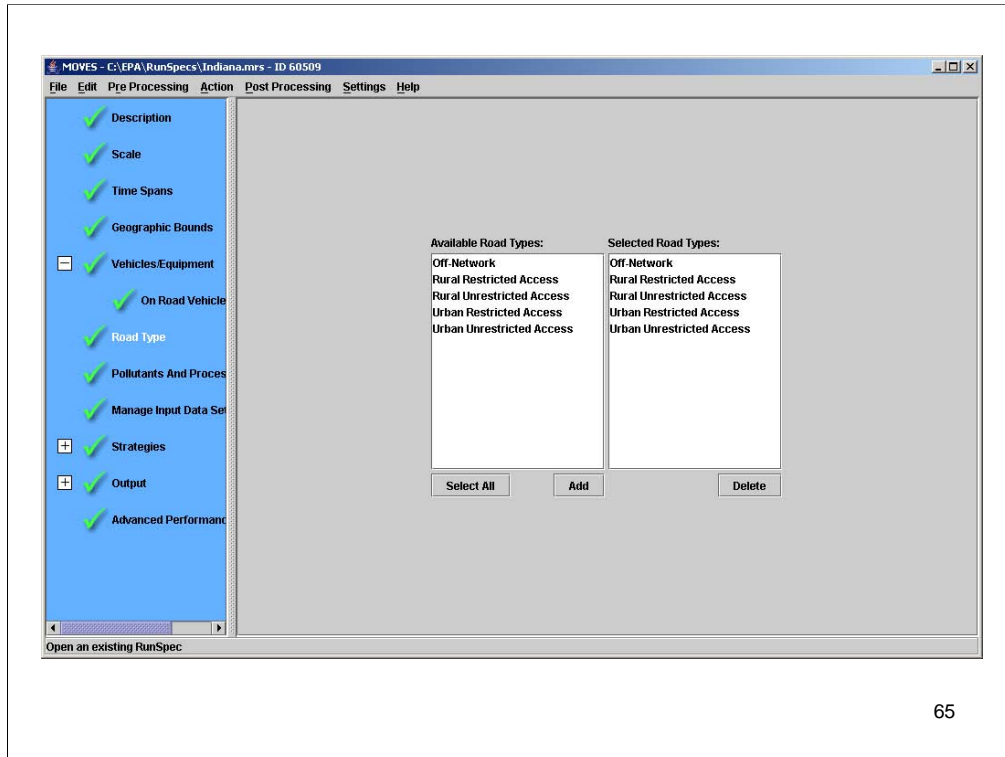 MOVES - C:\EPA\RunSpecs\Indiana.mrs - ID 60509
File Edit Pre Processing Action Post Processing Settings Help
Description
Scale
Time Spans
Geographic Bounds
Vehicles/Equipment
On Road Vehicle
Road Type
Pollutants And Proces
Manage Input Data Set
Strategies
Output
Advanced Performanc
Available Road Types:
Off-Network
Rural Restricted Access
Rural Unrestricted Access
Urban Restricted Access
Urban Unrestricted Access
Select All Add
Selected Road Types:
Off-Network
Rural Restricted Access
Rural Unrestricted Access
Urban Restricted Access
Urban Unrestricted Access
Delete
Open an existing RunSpec
65